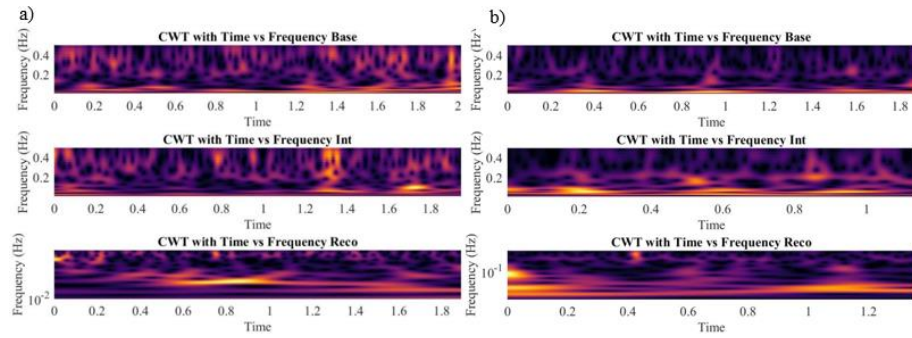 a)
CWT with Time vs Frequency Base
Frequency (Hz)
0.4
0.2
0 0.2 0.4 0.6 0.8 1 1.2 1.4 1.6 1.8 2
Time
CWT with Time vs Frequency Int
Frequency (Hz)
0.4
0.2
0 0.2 0.4 0.6 0.8 1 1.2 1.4 1.6 1.8
Time
CWT with Time vs Frequency Reco
Frequency (Hz)
10-2
0 0.2 0.4 0.6 0.8 1 1.2 1.4 1.6 1.8
Time
b)
CWT with Time vs Frequency Base
Frequency (Hz)
0.4
0.2
0 0.2 0.4 0.6 0.8 1 1.2 1.4 1.6 1.8
Time
CWT with Time vs Frequency Int
Frequency (Hz)
0.4
0.2
0 0.2 0.4 0.6 0.8 1
Time
CWT with Time vs Frequency Reco
Frequency (Hz)
10-1
0 0.2 0.4 0.6 0.8 1 1.2
Time